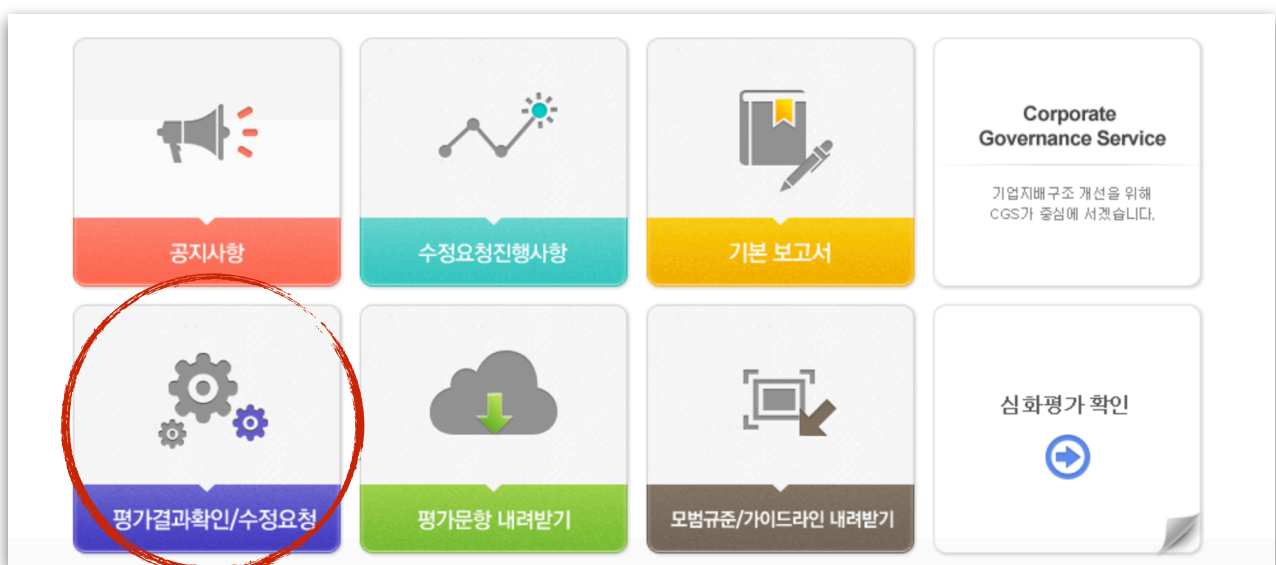 공지사항
수정요청진행사항
기본 보고서
Corporate
Governance Service
기업지배구조 개선을 위해
CGS가 중심에 서겠습니다.
평가결과확인/수정요청
평가문항 내려받기
모범규준/가이드라인 내려받기
심화평가 확인